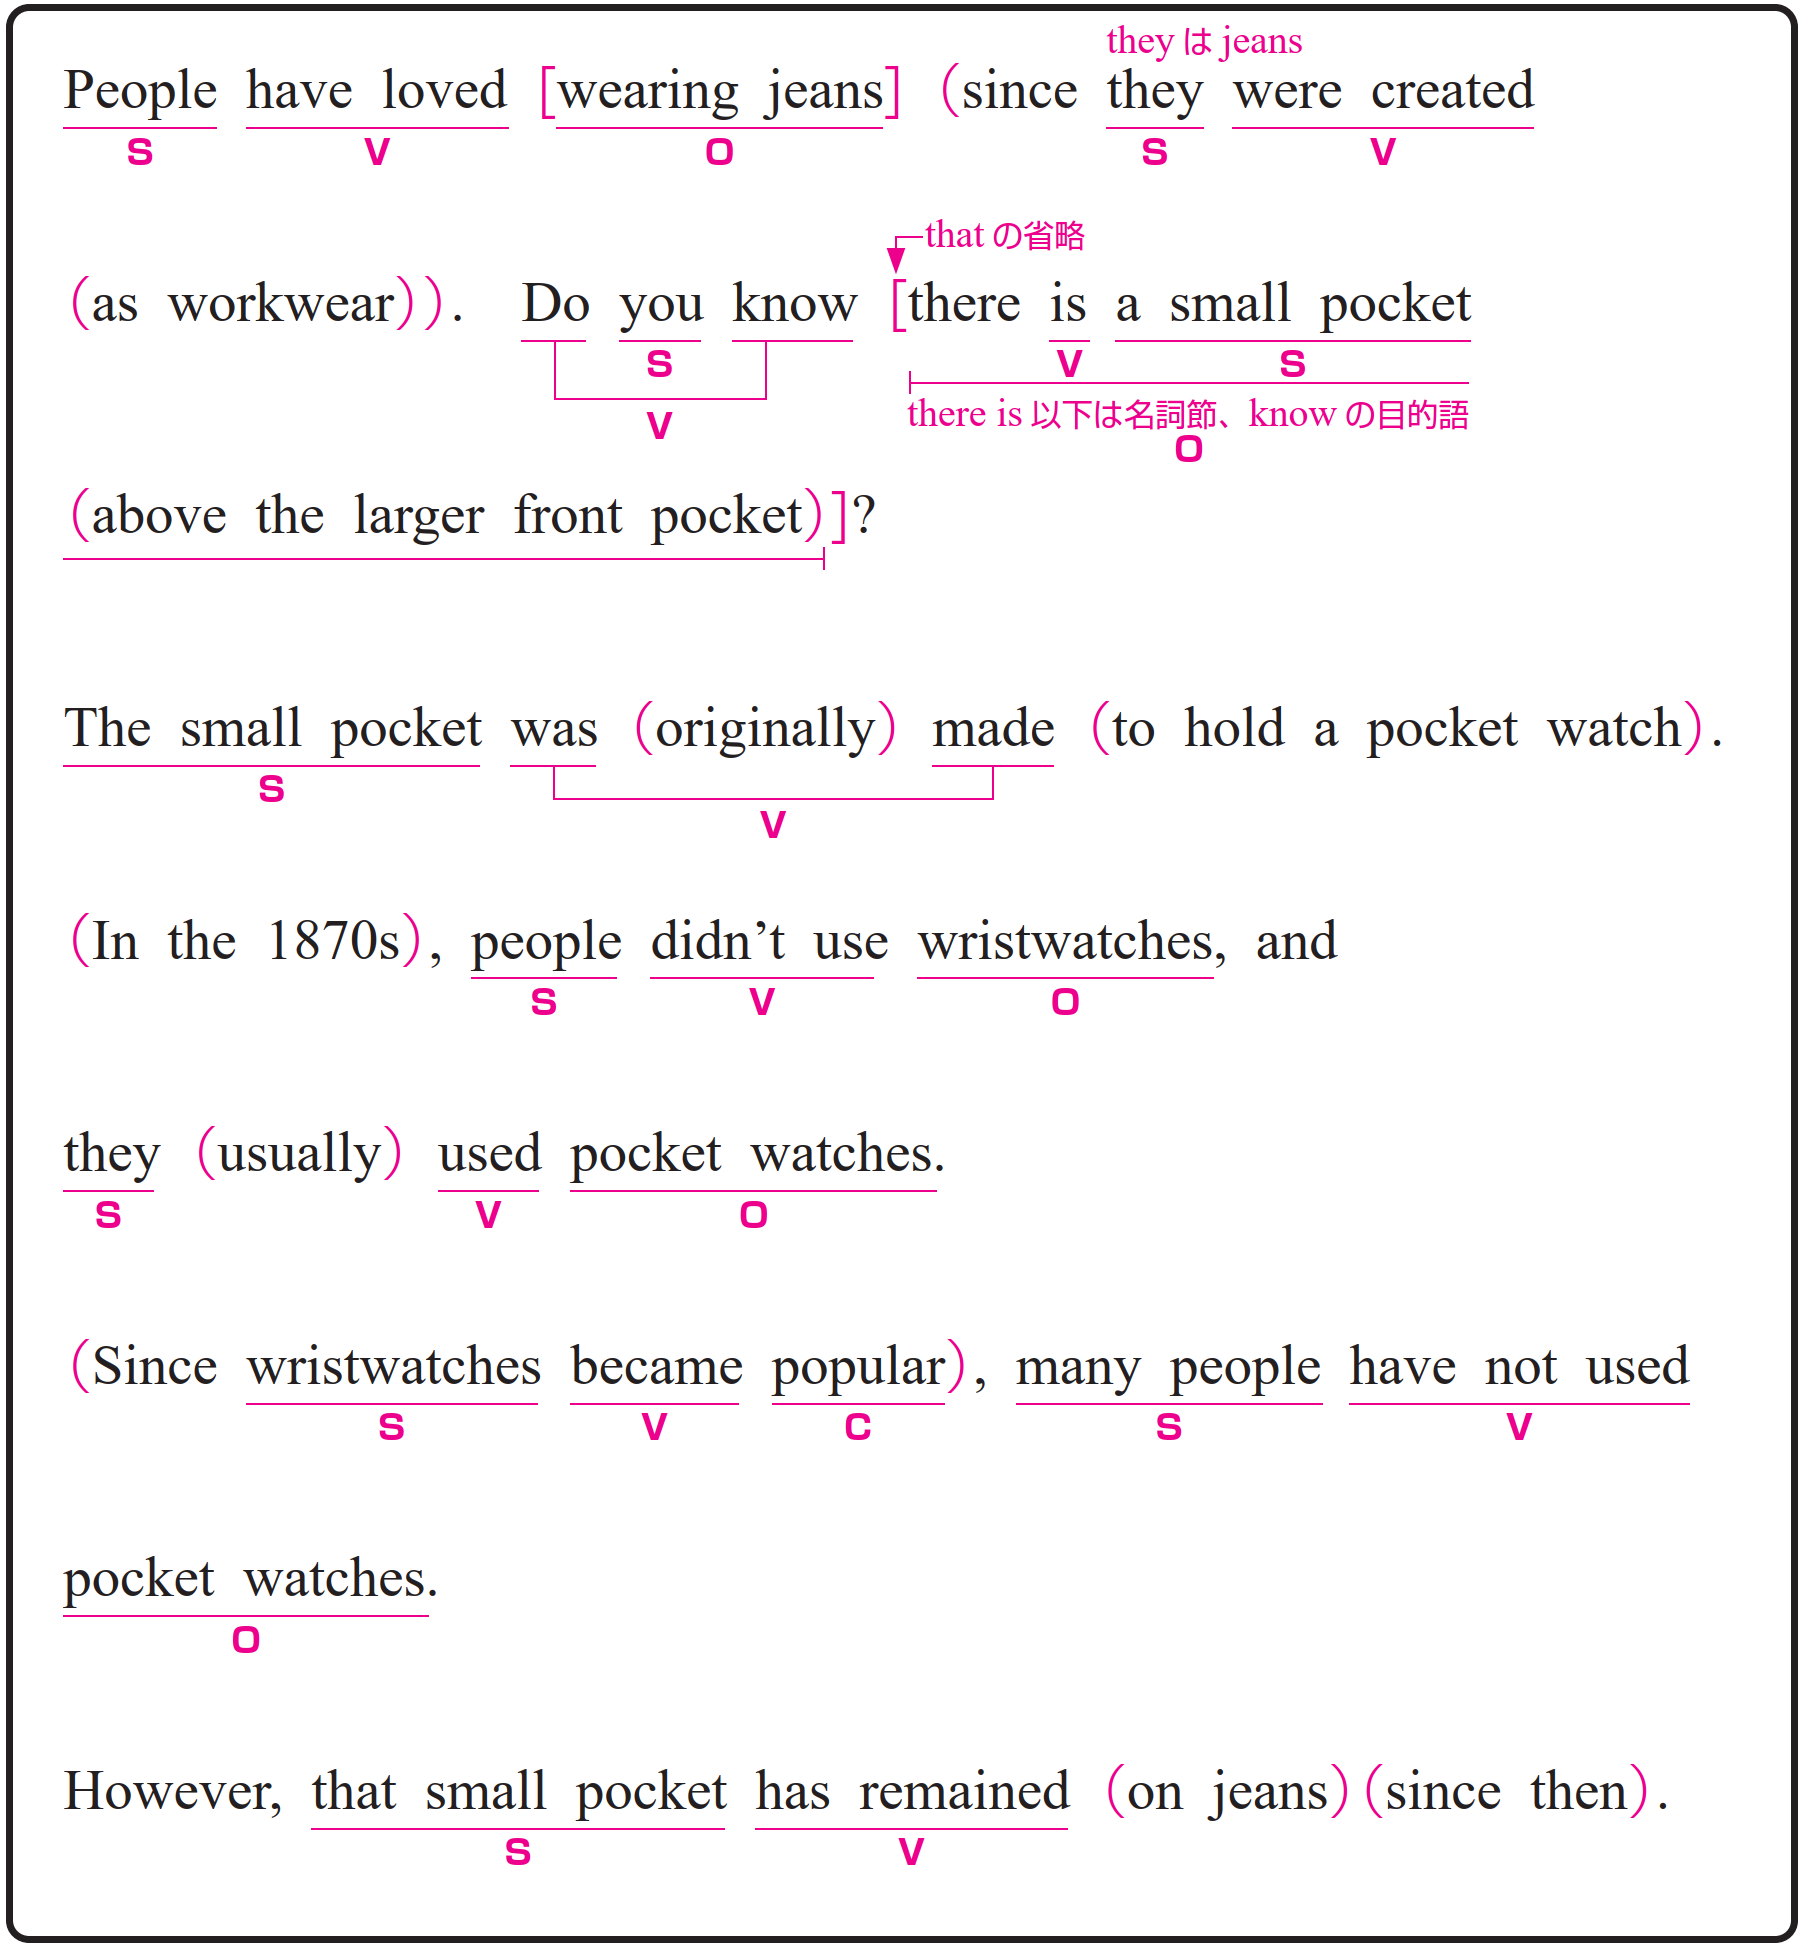 they は jeans
People have loved [wearing jeans] (since they were created
S V O S V
that の省略
(as workwear)). Do you know [there is a small pocket
S V S
there is 以下は名詞節、know の目的語
V O
(above the larger front pocket)]?
The small pocket was (originally) made (to hold a pocket watch).
S V
(In the 1870s), people didn't use wristwatches, and
S V O
they (usually) used pocket watches.
S V O
(Since wristwatches became popular), many people have not used
S V C S V
pocket watches.
O
However, that small pocket has remained (on jeans)(since then).
S V